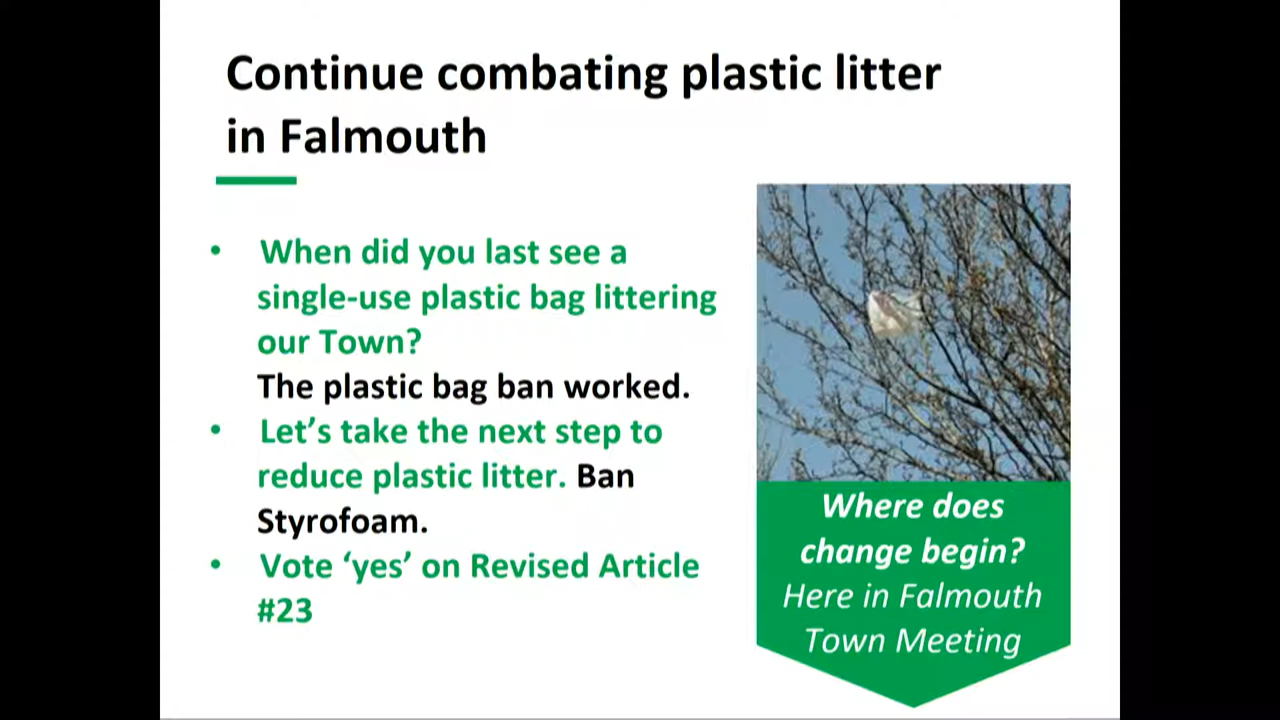 Continue combating plastic litter
in Falmouth
• When did you last see a
single-use plastic bag littering
our Town?
The plastic bag ban worked.
• Let’s take the next step to
reduce plastic litter. Ban
Styrofoam.
• Vote ‘yes’ on Revised Article
#23
Where does
change begin?
Here in Falmouth
Town Meeting